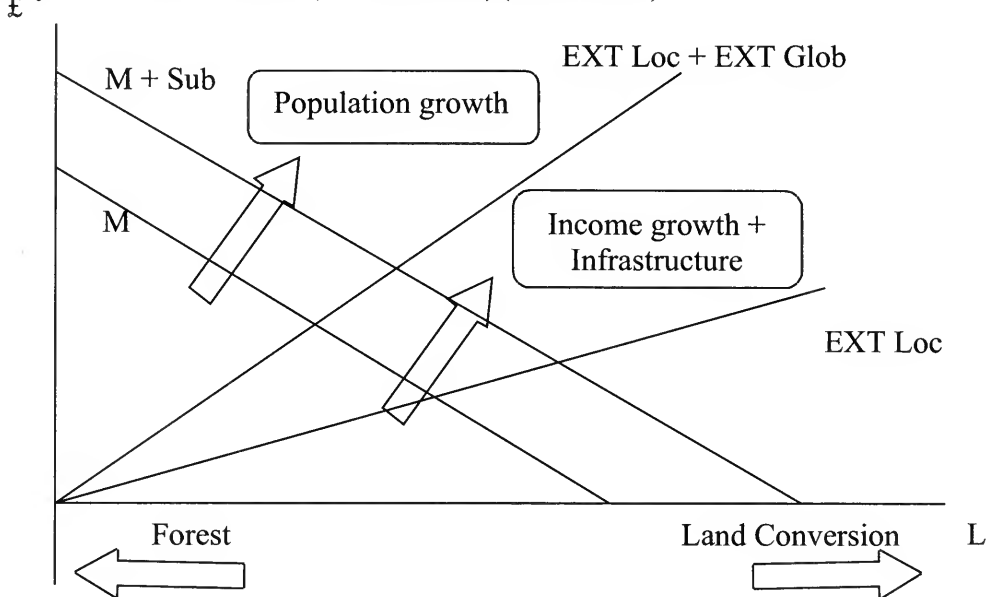 £
EXT Loc + EXT Glob
M + Sub
Population growth
M
Income growth +
Infrastructure
EXT Loc
Forest
Land Conversion
L